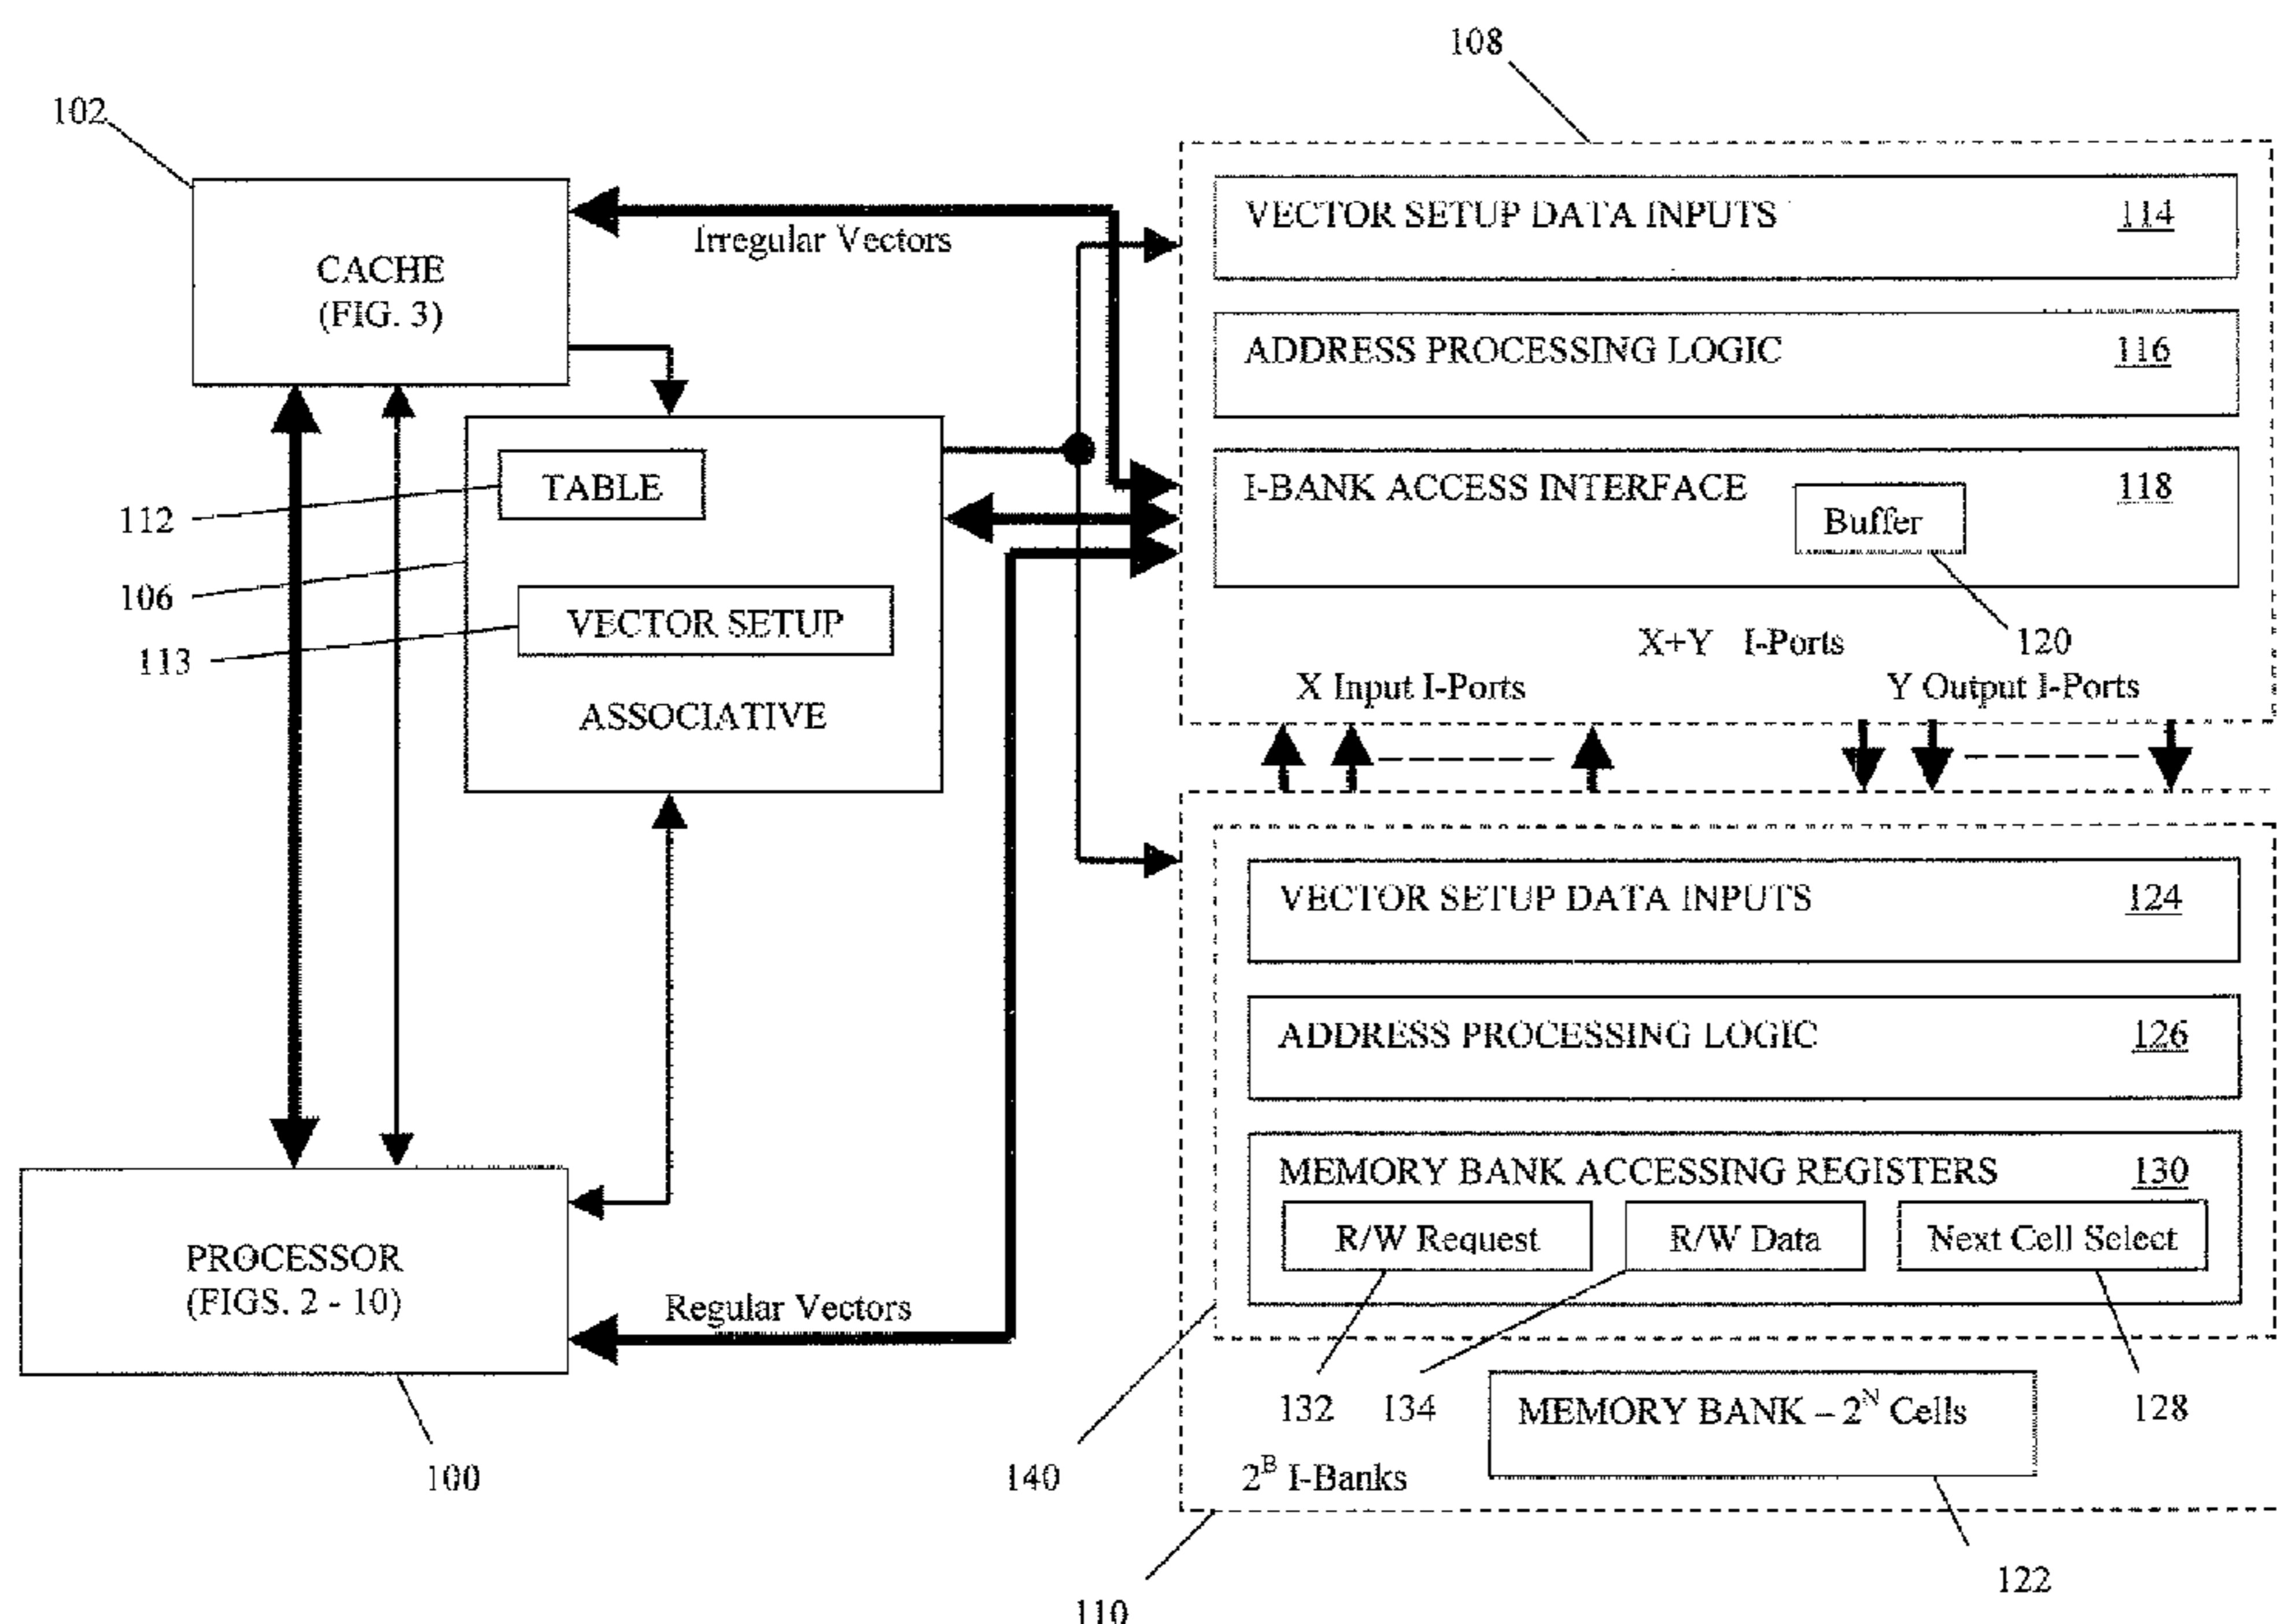 108
102
CACHE
(FIG. 3)
Irregular Vectors
VECTOR SETUP DATA INPUTS 114
ADDRESS PROCESSING LOGIC 116
I-BANK ACCESS INTERFACE 118
Buffer
120
X+Y I-Ports
X Input I-Ports
Y Output I-Ports
TABLE
112
106
VECTOR SETUP
113
ASSOCIATIVE
VECTOR SETUP DATA INPUTS 124
ADDRESS PROCESSING LOGIC 126
MEMORY BANK ACCESSING REGISTERS 130
R/W Request
R/W Data
Next Cell Select
PROCESSOR
(FIGS. 2 - 10)
Regular Vectors
132
134
MEMORY BANK – 2^N Cells
128
100
140
2^B I-Banks
122
110